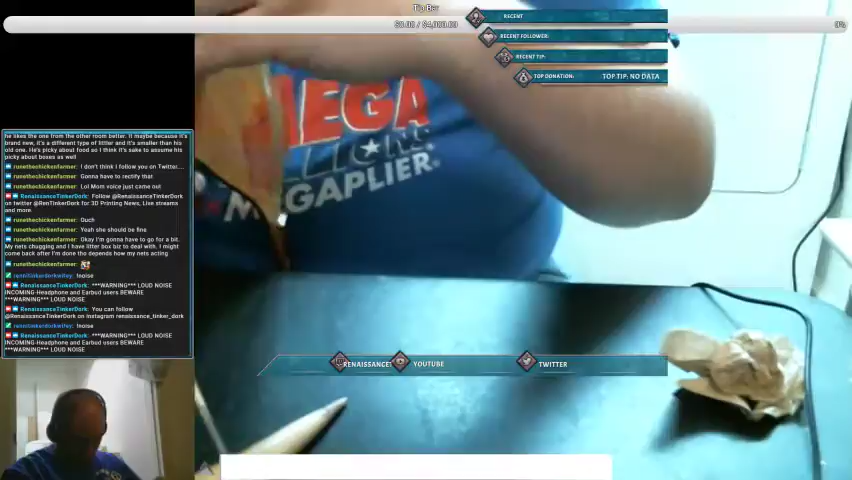 Tip Bar
$0.00 / $4,000.00
0%
RECENT
RECENT FOLLOWER:
RECENT TIP:
TOP DONATION: TOP TIP: NO DATA
MEGA
MILLIONS
MEGAPLIER.
he likes the one from the other room better. It maybe because it's
brand new, it's a different type of litter and it's smaller than his
old one. He's picky about food so I think it's sake to assume his
picky about boxes as well
runethechickenfarmer: I don't think I follow you on Twitter....
runethechickenfarmer: Gonna have to rectify that
runethechickenfarmer: Lol Mom voice just came out
RenaissanceTinkerDork: Follow @RenTinkDork
on twitter @RenTinkDork for 3D Printing News, Live streams
and more.
runethechickenfarmer: Ouch
runethechickenfarmer: Yeah she should be fine
runethechickenfarmer: Okay I'm gonna have to go for a bit.
My nets chugging and I have litter box biz to deal with. I might
come back after I'm done tho depends how my nets acting
runethechickenfarmer:
rennitinkerdorkwifey: !noise
RenaissanceTinkerDork: ***WARNING*** LOUD NOISE
INCOMING-Headphone and Earbud users BEWARE
***WARNING*** LOUD NOISE
RenaissanceTinkerDork: You can follow
@RenaissanceTinkerDork on Instagram renaissance_tinker_dork
rennitinkerdorkwifey: !noise
RenaissanceTinkerDork: ***WARNING*** LOUD NOISE
INCOMING-Headphone and Earbud users BEWARE
***WARNING*** LOUD NOISE
RENAISSANCE
YOUTUBE
TWITTER